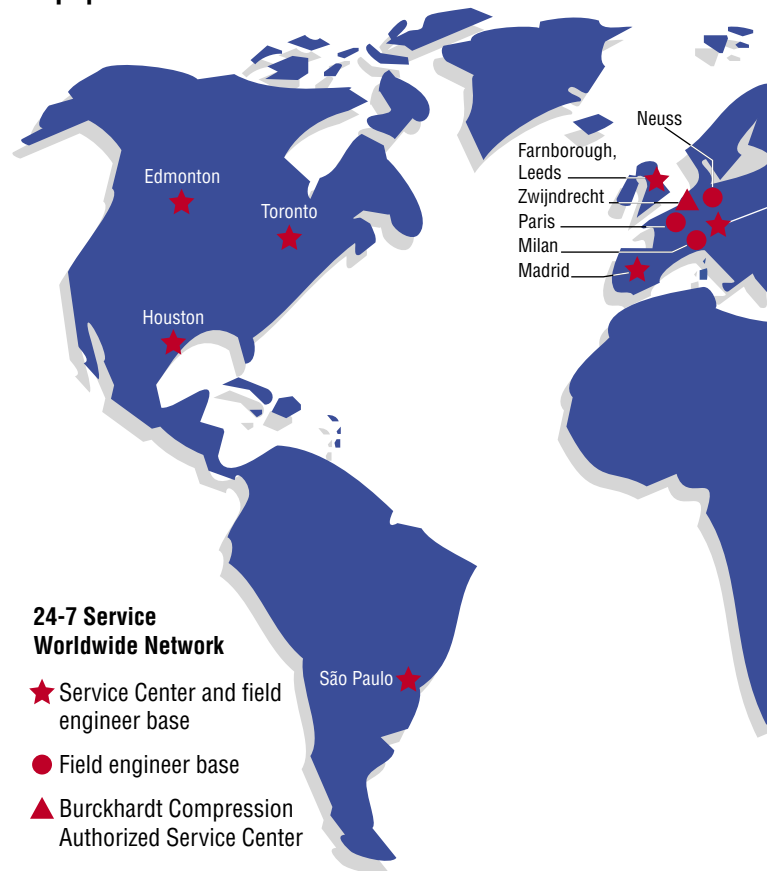 Neuss
Farnborough,
Leeds
Zwijndrecht
Paris
Milan
Madrid
Edmonton
Toronto
Houston
São Paulo
24-7 Service
Worldwide Network
Service Center and field
engineer base
Field engineer base
Burckhardt Compression
Authorized Service Center